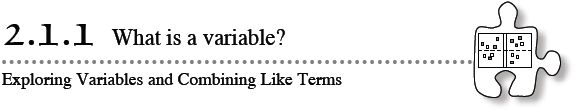 2.1.1 What is a variable?
Exploring Variables and Combining Like Terms